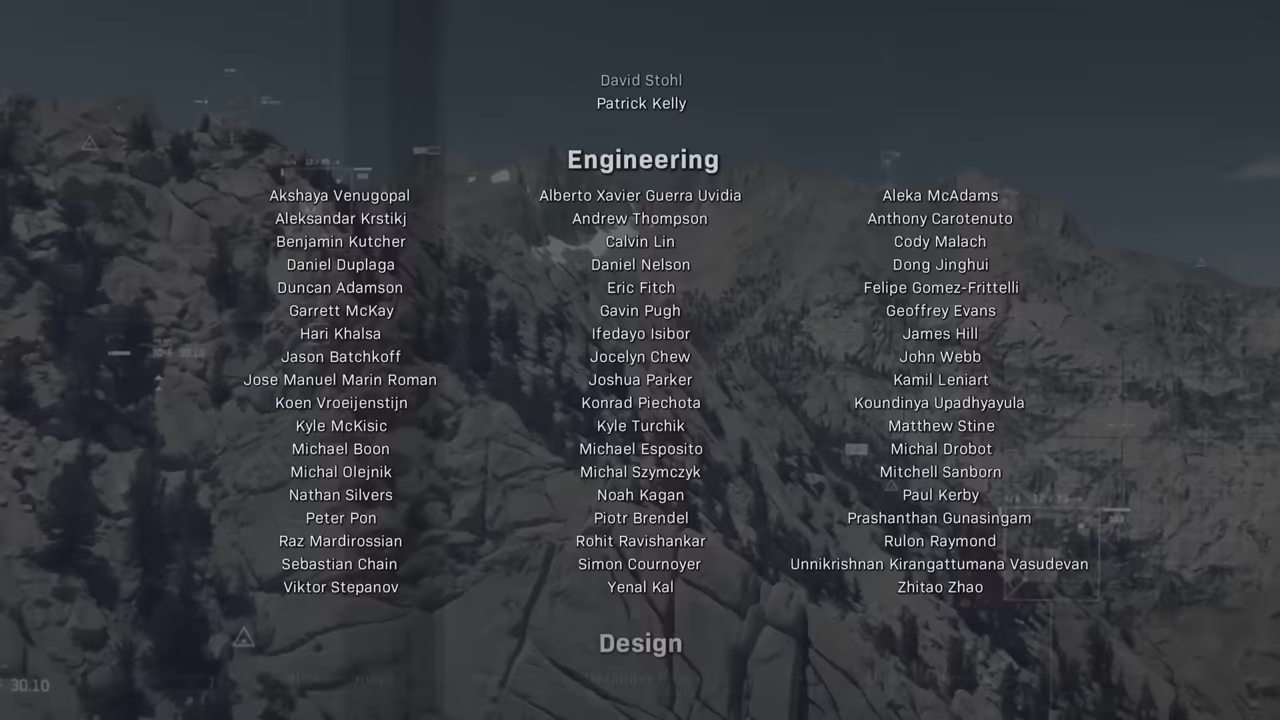 David Stohl
Patrick Kelly
Engineering
Akshaya Venugopal Alberto Xavier Guerra Uvidia Aleka McAdams
Aleksandar Krstikj Andrew Thompson Anthony Carotenuto
Benjamin Kutcher Calvin Lin Cody Malach
Daniel Duplaga Daniel Nelson Dong Jinghui
Duncan Adamson Eric Fitch Felipe Gomez-Frittelli
Garrett McKay Gavin Pugh Geoffrey Evans
Hari Khalsa Ifedayo Isibor James Hill
Jason Batchkoff Jocelyn Chew John Webb
Jose Manuel Marin Roman Joshua Parker Kamil Leniart
Koen Vroeijenstijn Konrad Piechota Koundinya Upadhyayula
Kyle McKisic Kyle Turchik Matthew Stine
Michael Boon Michael Esposito Michal Drobot
Michal Olejnik Michal Szymczyk Mitchell Sanborn
Nathan Silvers Noah Kagan Paul Kerby
Peter Pon Piotr Brendel Prashanthan Gunasingam
Raz Mardirossian Rohit Ravishankar Rulon Raymond
Sebastian Chain Simon Cournoyer Unnikrishnan Kirangattumana Vasudevan
Viktor Stepanov Yenal Kal Zhitao Zhao
Design
30.10